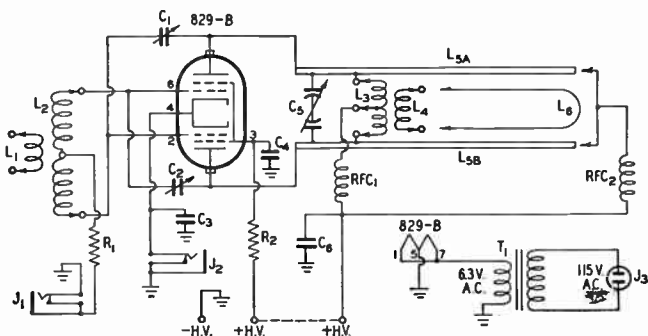 C1 829-B
L5A
L2
6
4
2
3
C5
L3
L4
L6
L1
C4
C2
L5B
RFC1
RFC2
R1
C3
R2
C6
829-B
1 5 7
T1
J1
J2
6.3V.
A.C.
115V.
A.C.
J3
-H.V. +H.V. +H.V.